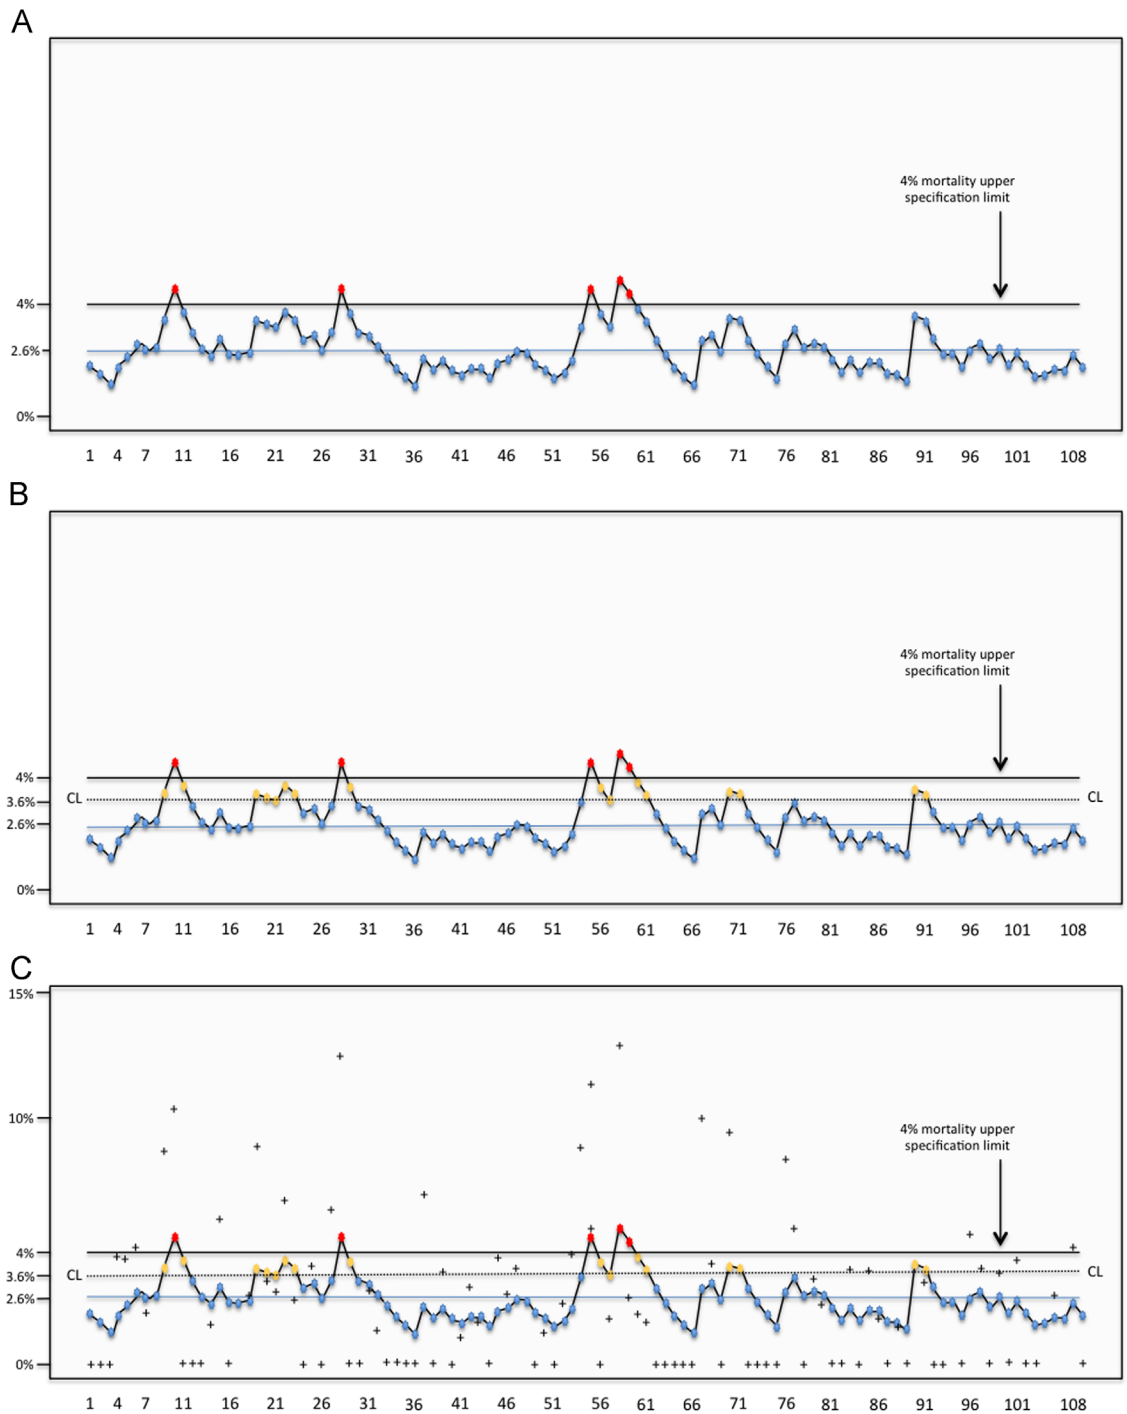 A
4% mortality upper
specification limit
4%
2.6%
0%
1 4 7 11 16 21 26 31 36 41 46 51 56 61 66 71 76 81 86 91 96 101 108
B
4% mortality upper
specification limit
4%
CL CL
3.6%
2.6%
0%
1 4 7 11 16 21 26 31 36 41 46 51 56 61 66 71 76 81 86 91 96 101 108
C
15%
10%
4% mortality upper
specification limit
4%
CL CL
3.6%
2.6%
0%
1 4 7 11 16 21 26 31 36 41 46 51 56 61 66 71 76 81 86 91 96 101 108